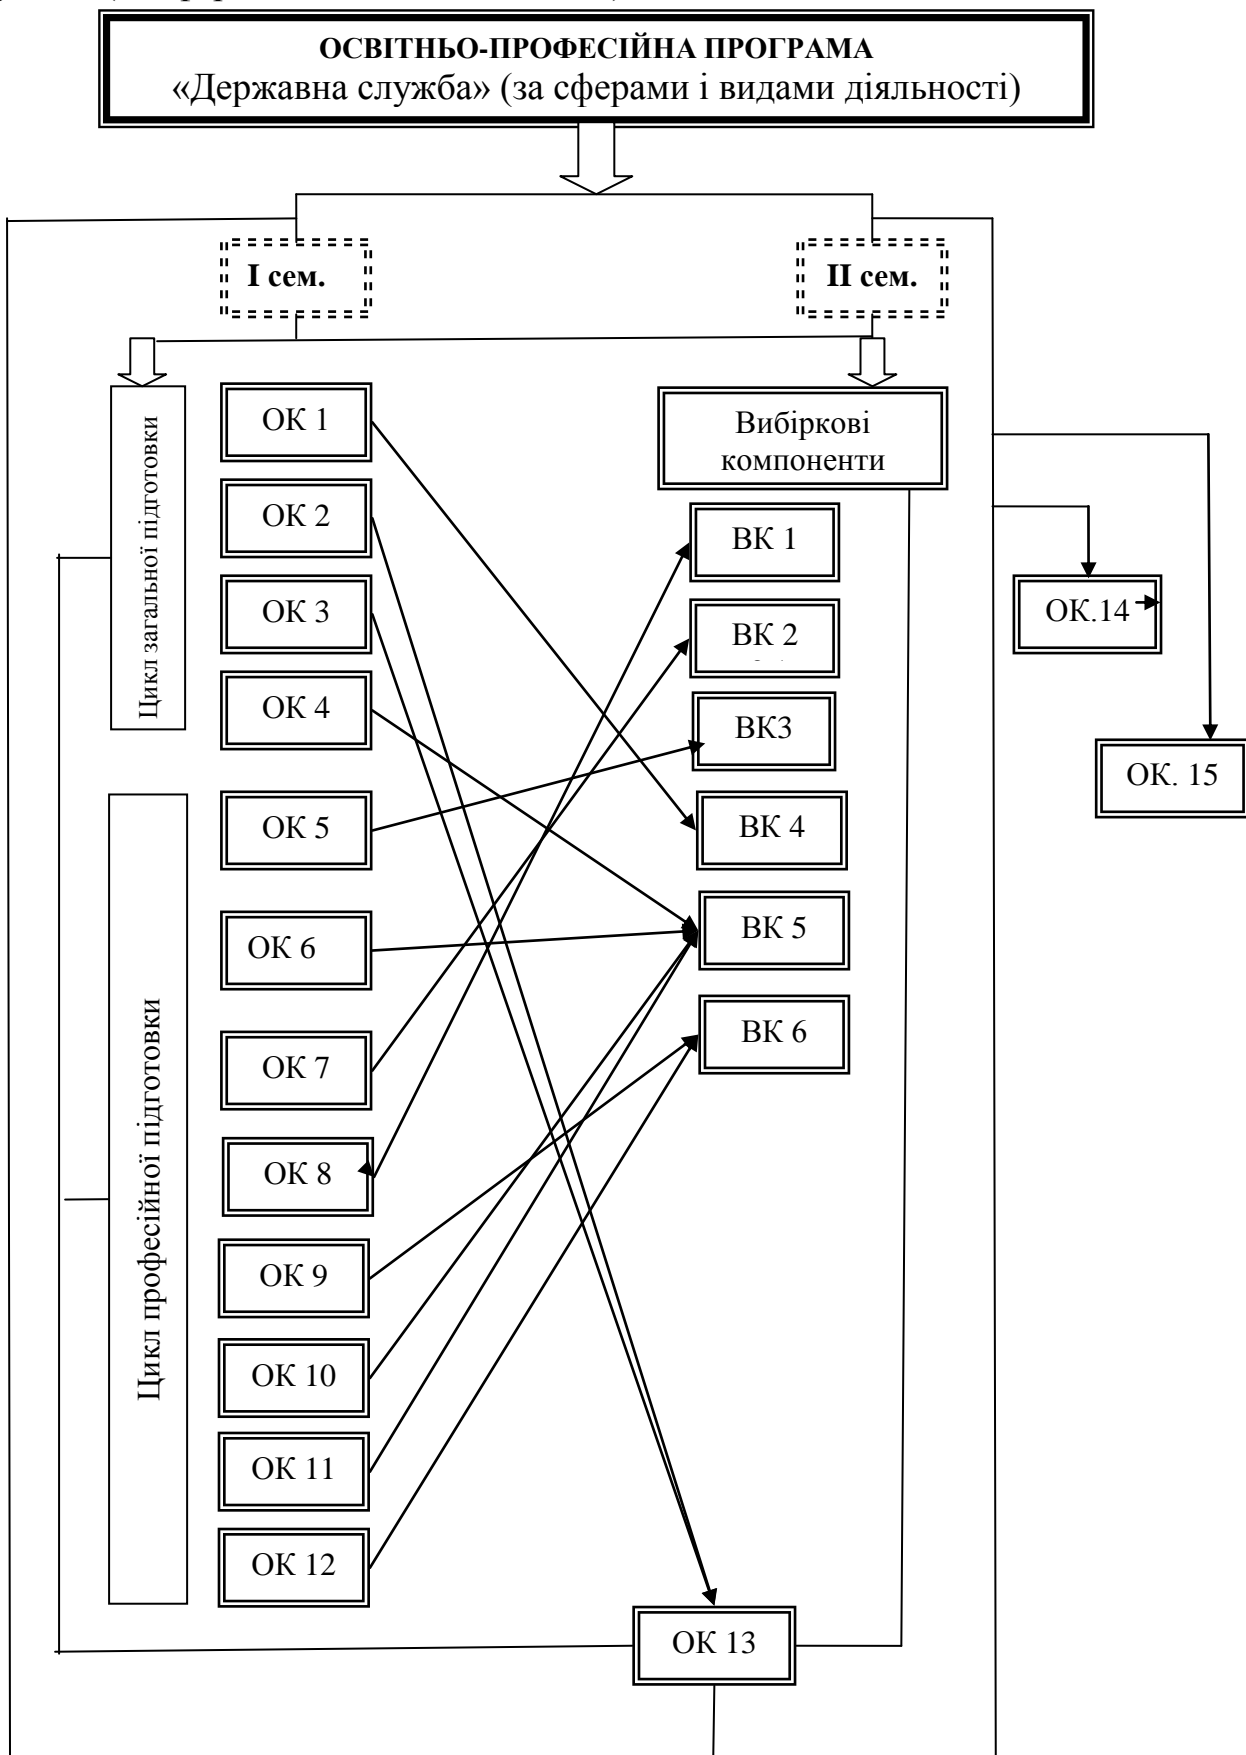 ОСВІТНЬО-ПРОФЕСІЙНА ПРОГРАМА
«Державна служба» (за сферами і видами діяльності)
І сем.
ІІ сем.
Цикл загальної підготовки
ОК 1
ОК 2
ОК 3
ОК 4
Цикл професійної підготовки
ОК 5
ОК 6
ОК 7
ОК 8
ОК 9
ОК 10
ОК 11
ОК 12
Вибіркові
компоненти
ВК 1
ВК 2
ВК3
ВК 4
ВК 5
ВК 6
ОК.14
ОК. 15
ОК 13